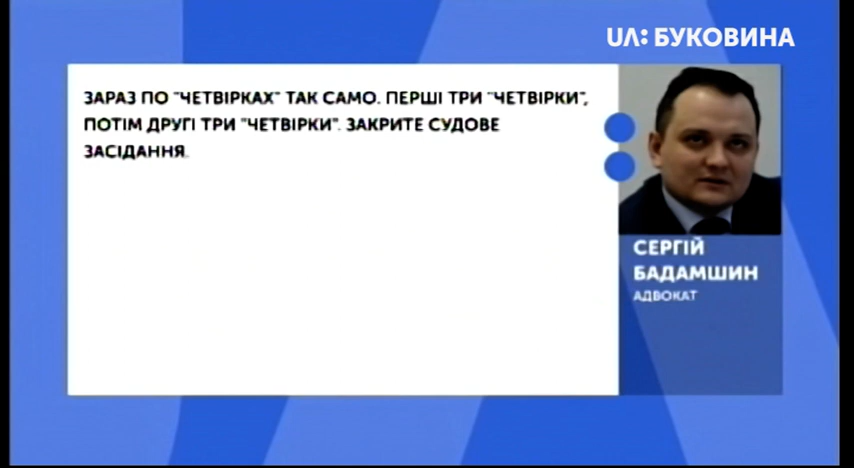 UA: БУКОВИНА
ЗАРАЗ ПО "ЧЕТВІРКАХ" ТАК САМО. ПЕРШІ ТРИ "ЧЕТВІРКИ",
ПОТІМ ДРУГІ ТРИ "ЧЕТВІРКИ". ЗАКРИТЕ СУДОВЕ
ЗАСІДАННЯ.
СЕРГІЙ
БАДАМШИН
АДВОКАТ